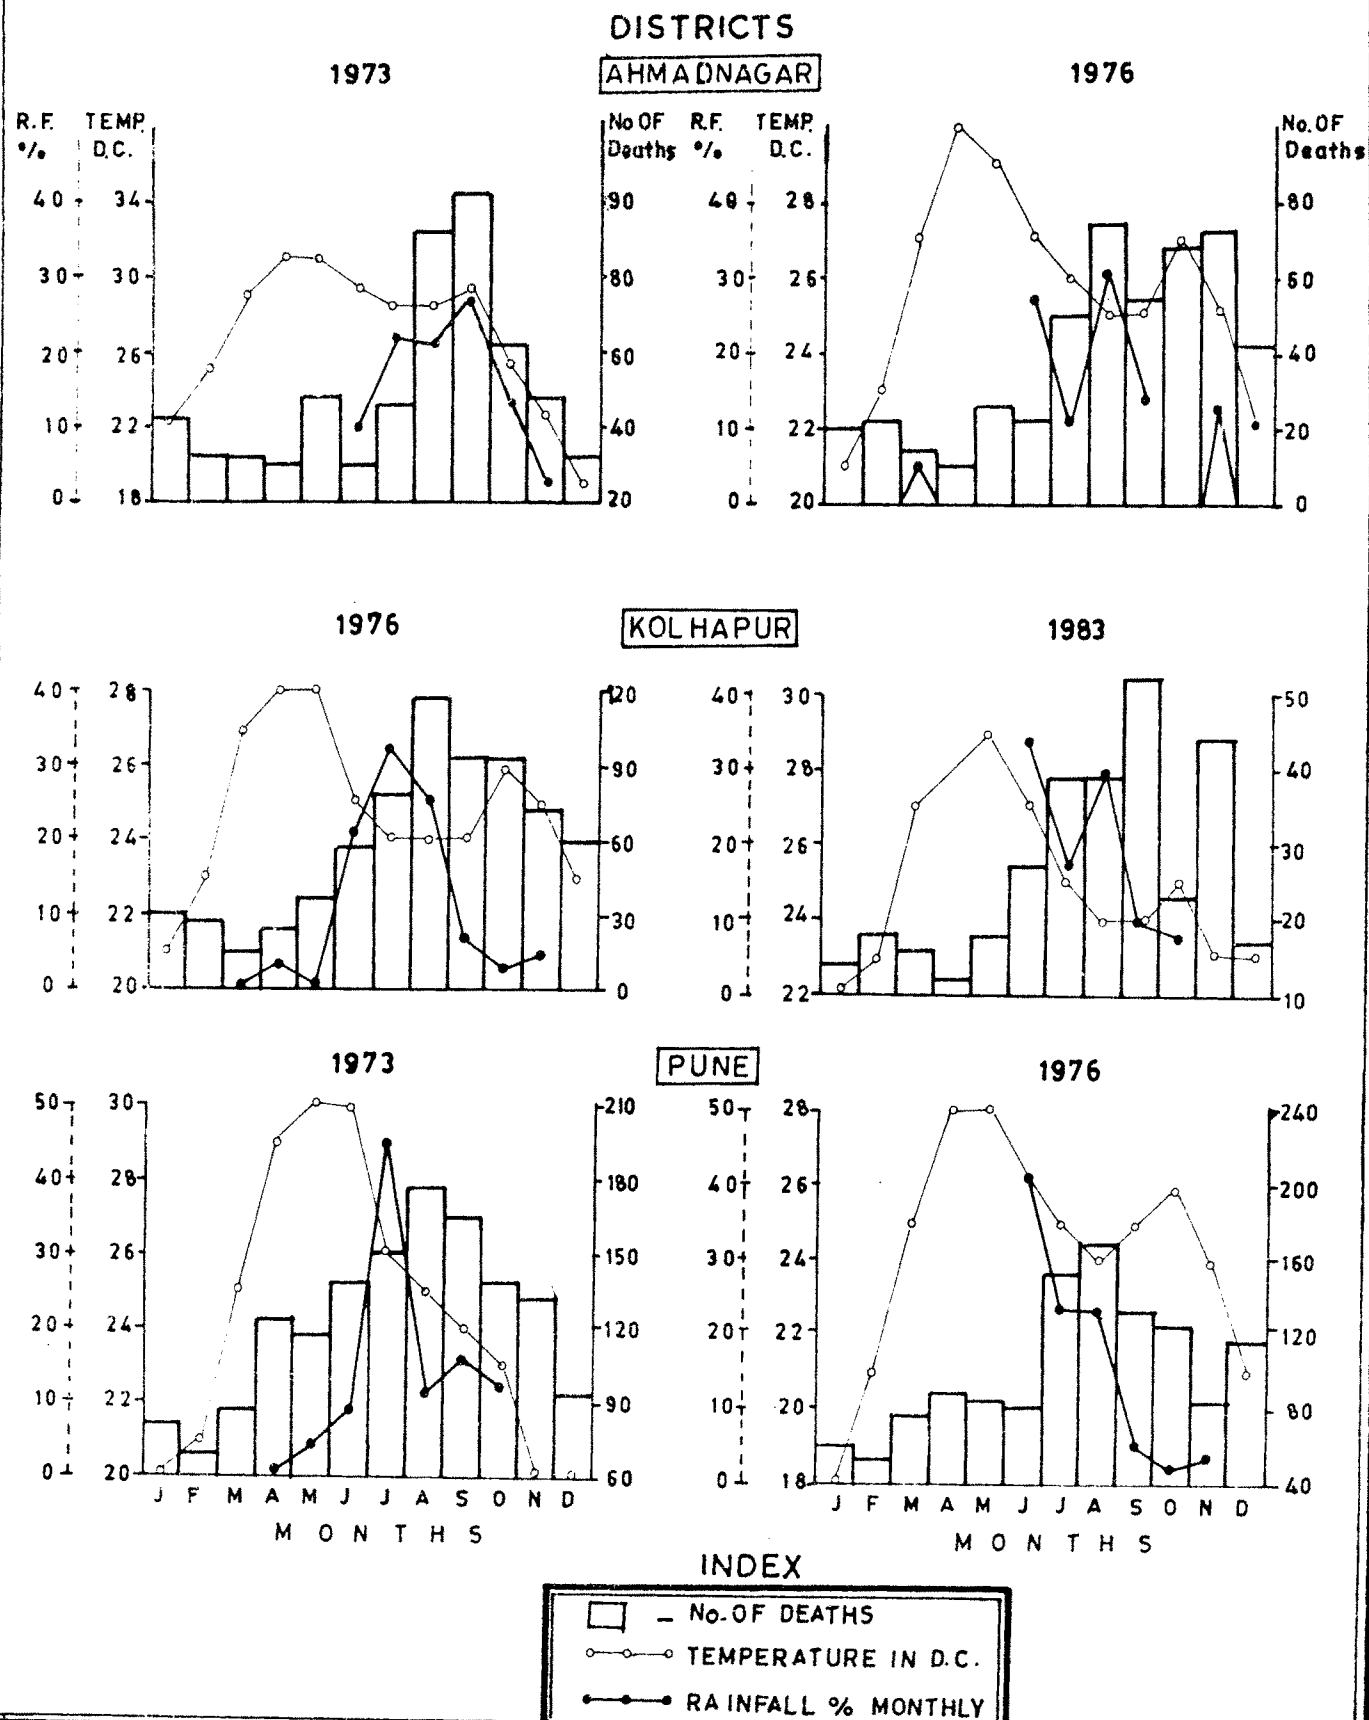 DISTRICTS
1973 AHMADNAGAR 1976
R.F. TEMP. No OF R.F. TEMP. No. OF
% D.C. Deaths % D.C. Deaths
40 34 90 40 28 80
30 30 80 30 26 60
20 26 60 20 24 40
10 22 40 10 22 20
0 18 20 0 20 0
1976 KOLHAPUR 1983
40 28 120 40 30 50
30 26 90 30 28 40
20 24 60 20 26 30
10 22 30 10 24 20
0 20 0 0 22 10
1973 PUNE 1976
50 30 210 50 28 240
40 28 180 40 26 200
30 26 150 30 24 160
20 24 120 20 22 120
10 22 90 10 20 80
0 20 60 0 18 40
J F M A M J J A S O N D J F M A M J J A S O N D
MONTHS MONTHS
INDEX
– No. OF DEATHS
TEMPERATURE IN D.C.
RAINFALL % MONTHLY